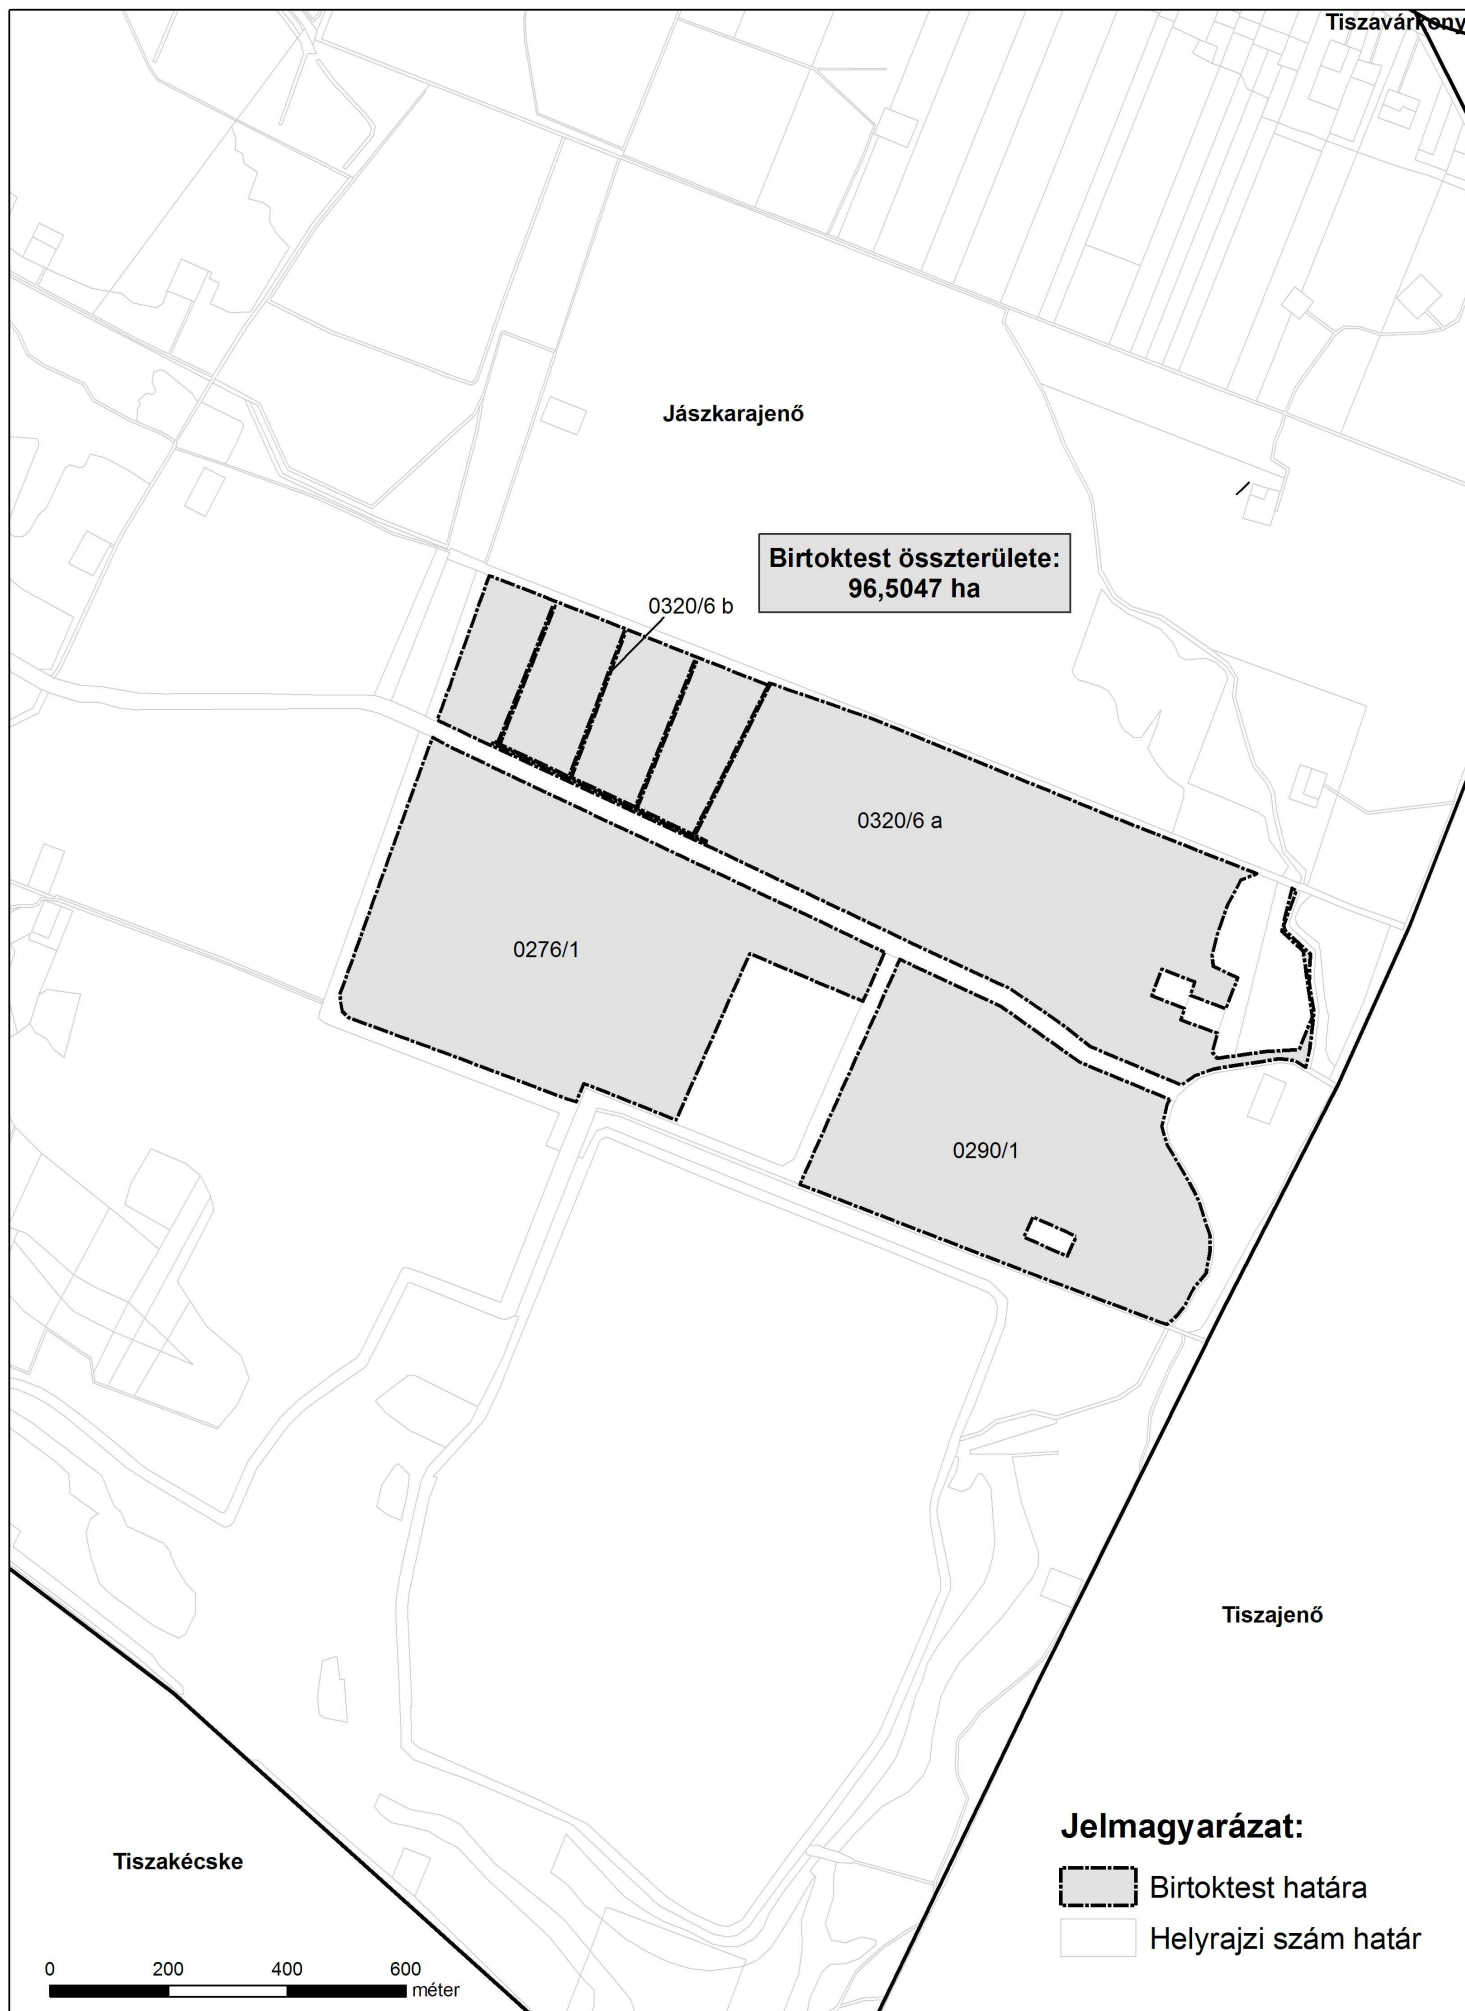 Tiszavárkony
Jászkarajenő
Birtoktest összterülete:
96,5047 ha
0320/6 b
0320/6 a
0276/1
0290/1
Tiszajenő
Tiszakécske
Jelmagyarázat:
Birtoktest határa
Helyrajzi szám határ
0 200 400 600
méter